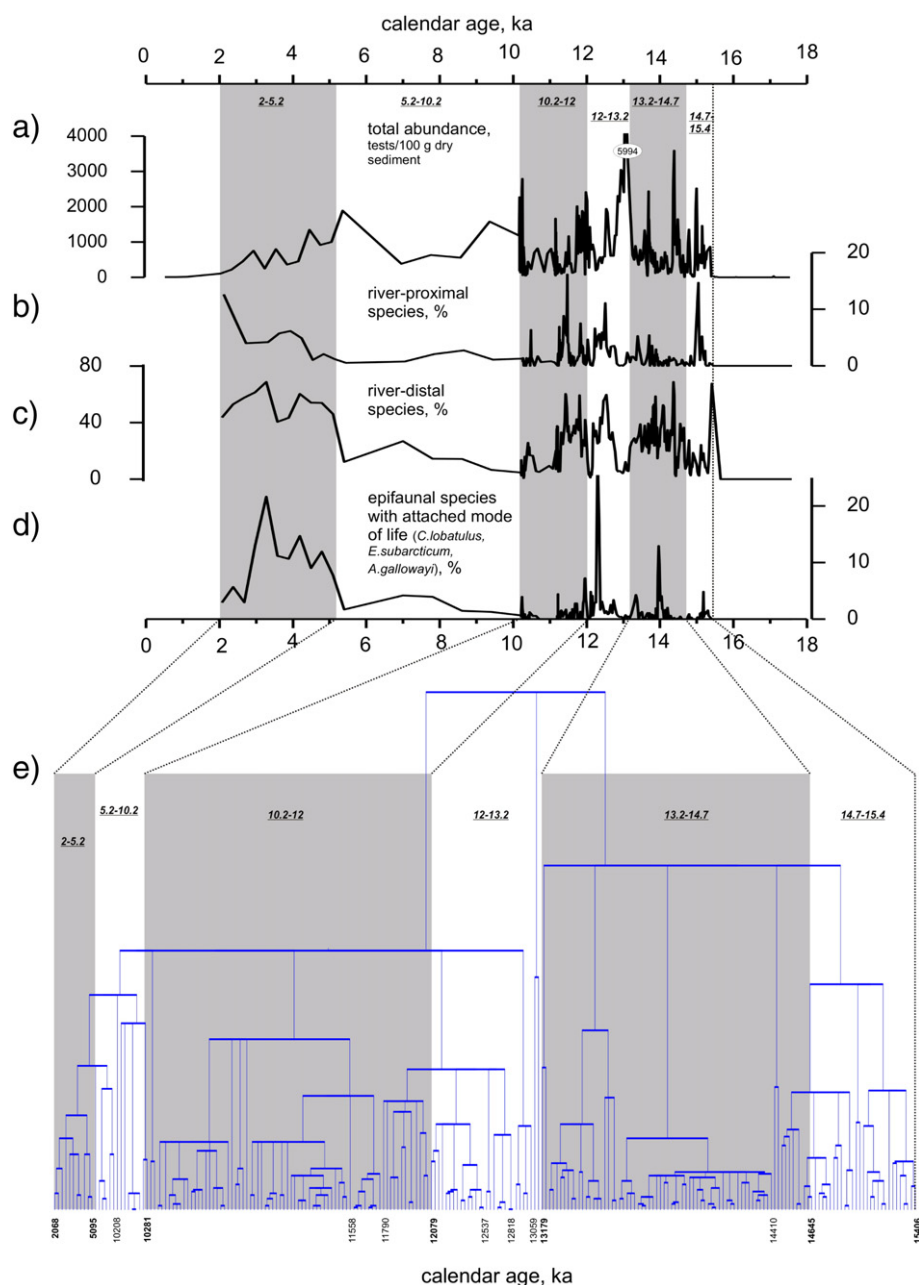 calendar age, ka
0 2 4 6 8 10 12 14 16 18
2-5.2 5.2-10.2 10.2-12 13.2-14.7
12-13.2 14.7-
15.4
a)
total abundance,
tests/100 g dry
sediment
4000
3000
2000
1000
0
5994
b)
river-proximal
species, %
20
10
0
c)
river-distal
species, %
80
40
0
d)
epifaunal species
with attached mode
of life (C.lobatulus,
E.subarcticum,
A.gallowayi), %
20
10
0
0 2 4 6 8 10 12 14 16 18
e)
2-5.2 5.2-10.2 10.2-12 12-13.2 13.2-14.7 14.7-15.4
2068 5095 10208 10281 11558 11790 12079 12537 12818 13059 13179 14410 14645 15406
calendar age, ka